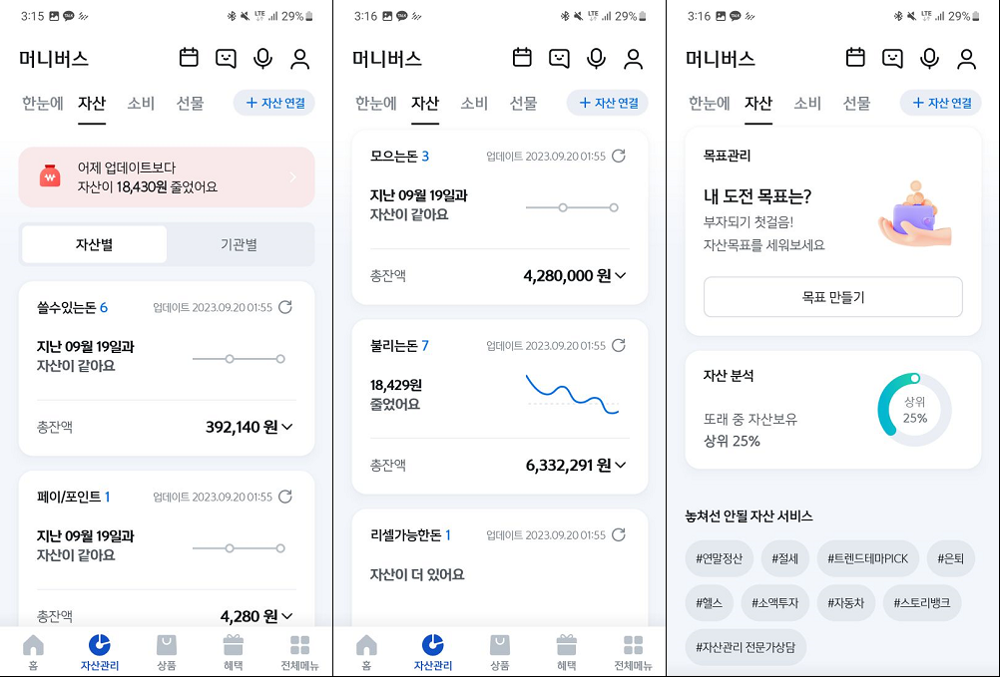 3:15 LTE 29%
머니버스
한눈에 자산 소비 선물 + 자산 연결
어제 업데이트보다
자산이 18,430원 줄었어요
자산별 기관별
쓸수있는돈 6 업데이트 2023.09.20 01:55
지난 09월 19일과
자산이 같아요
총잔액 392,140 원
페이/포인트 1 업데이트 2023.09.20 01:55
지난 09월 19일과
자산이 같아요
총잔액 4,280 원
홈 자산관리 상품 혜택 전체메뉴
3:16 LTE 29%
머니버스
한눈에 자산 소비 선물 + 자산 연결
모으는돈 3 업데이트 2023.09.20 01:55
지난 09월 19일과
자산이 같아요
총잔액 4,280,000 원
불리는돈 7 업데이트 2023.09.20 01:55
18,429원
줄었어요
총잔액 6,332,291 원
리셀가능한돈 1 업데이트 2023.09.20 01:55
자산이 더 있어요
홈 자산관리 상품 혜택 전체메뉴
3:16 LTE 29%
머니버스
한눈에 자산 소비 선물 + 자산 연결
목표관리
내 도전 목표는?
부자되기 첫걸음!
자산목표를 세워보세요
목표 만들기
자산 분석
또래 중 자산보유
상위 25%
상위
25%
놓쳐선 안될 자산 서비스
#연말정산 #절세 #트렌드테마PICK #은퇴
#헬스 #소액투자 #자동차 #스토리뱅크
#자산관리 전문가상담